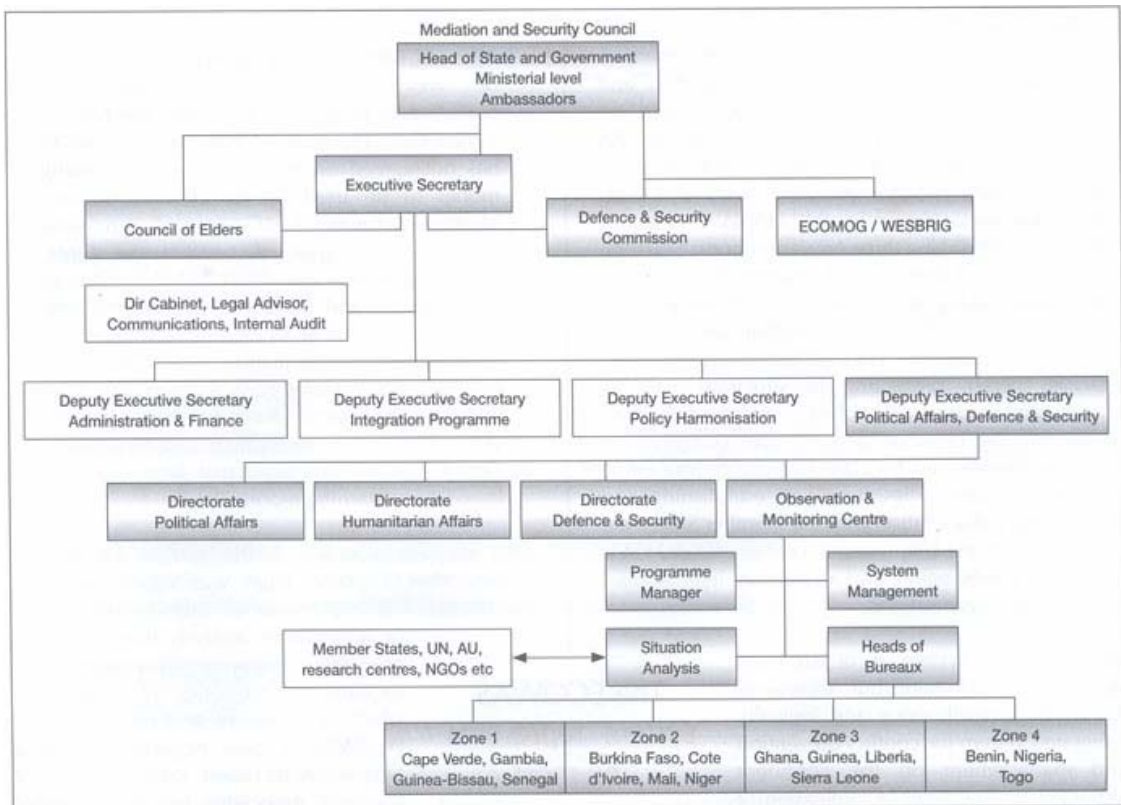 Mediation and Security Council
Head of State and Government
Ministerial level
Ambassadors
Executive Secretary
Council of Elders
Defence & Security
Commission
ECOMOG / WESBRIG
Dir Cabinet, Legal Advisor,
Communications, Internal Audit
Deputy Executive Secretary
Administration & Finance
Deputy Executive Secretary
Integration Programme
Deputy Executive Secretary
Policy Harmonisation
Deputy Executive Secretary
Political Affairs, Defence & Security
Directorate
Political Affairs
Directorate
Humanitarian Affairs
Directorate
Defence & Security
Observation &
Monitoring Centre
Programme
Manager
System
Management
Member States, UN, AU,
research centres, NGOs etc
Situation
Analysis
Heads of
Bureaux
Zone 1
Cape Verde, Gambia,
Guinea-Bissau, Senegal
Zone 2
Burkina Faso, Cote
d'Ivoire, Mali, Niger
Zone 3
Ghana, Guinea, Liberia,
Sierra Leone
Zone 4
Benin, Nigeria,
Togo